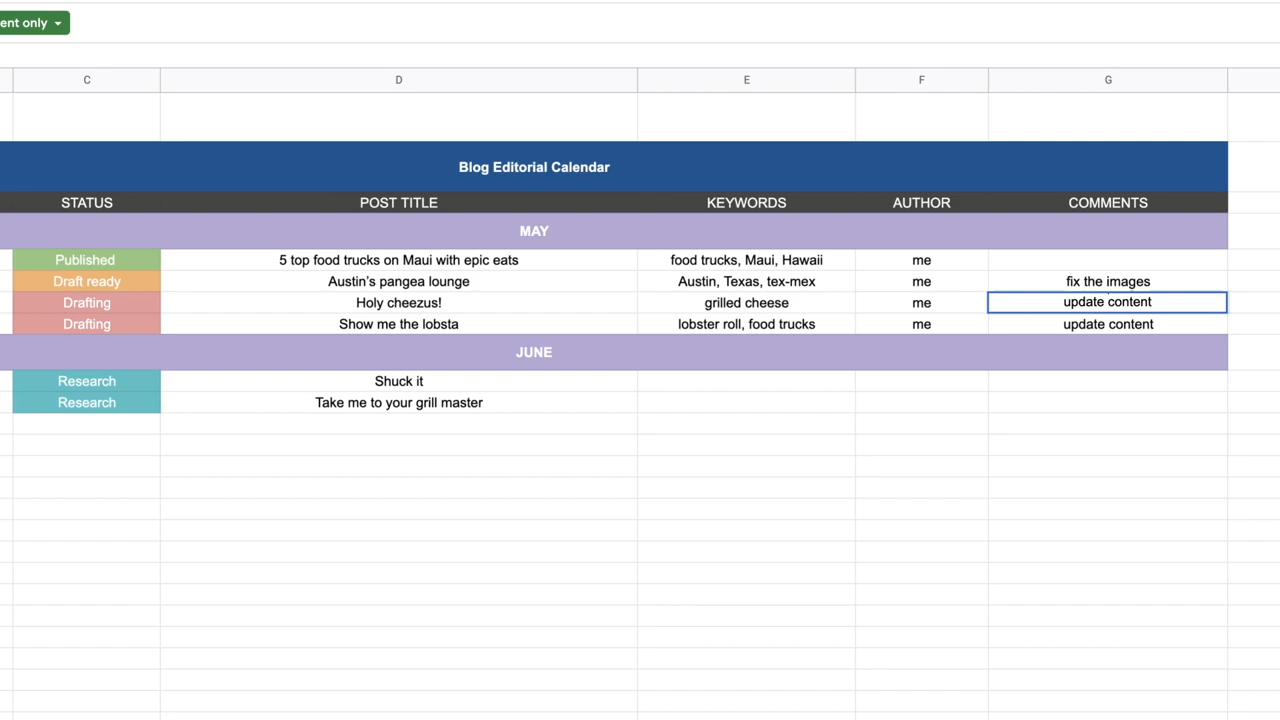 ent only
C D E F G
Blog Editorial Calendar
STATUS POST TITLE KEYWORDS AUTHOR COMMENTS
MAY
Published 5 top food trucks on Maui with epic eats food trucks, Maui, Hawaii me
Draft ready Austin’s pangea lounge Austin, Texas, tex-mex me fix the images
Drafting Holy cheezus! grilled cheese me update content
Drafting Show me the lobsta lobster roll, food trucks me update content
JUNE
Research Shuck it
Research Take me to your grill master